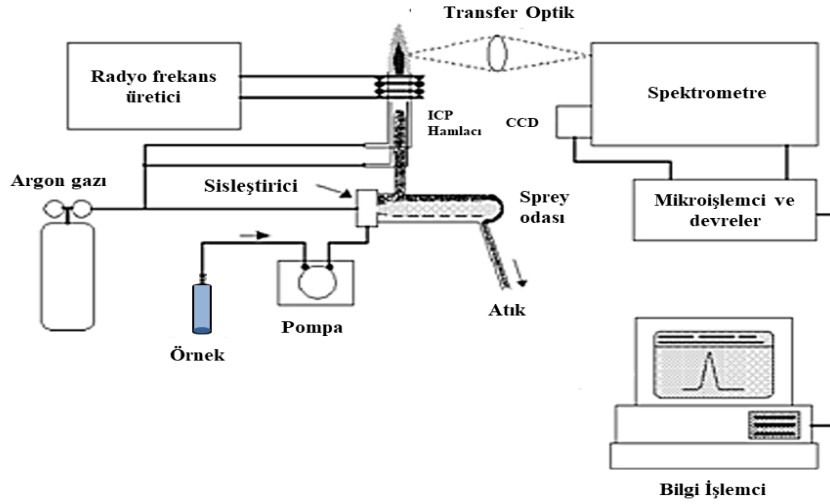 Transfer Optik
Radyo frekans
üretici
Spektrometre
ICP
Hamlacı
CCD
Argon gazı
Sisleştirici
Sprey
odası
Mikroişlemci ve
devreler
Atık
Pompa
Örnek
Bilgi İşlemci